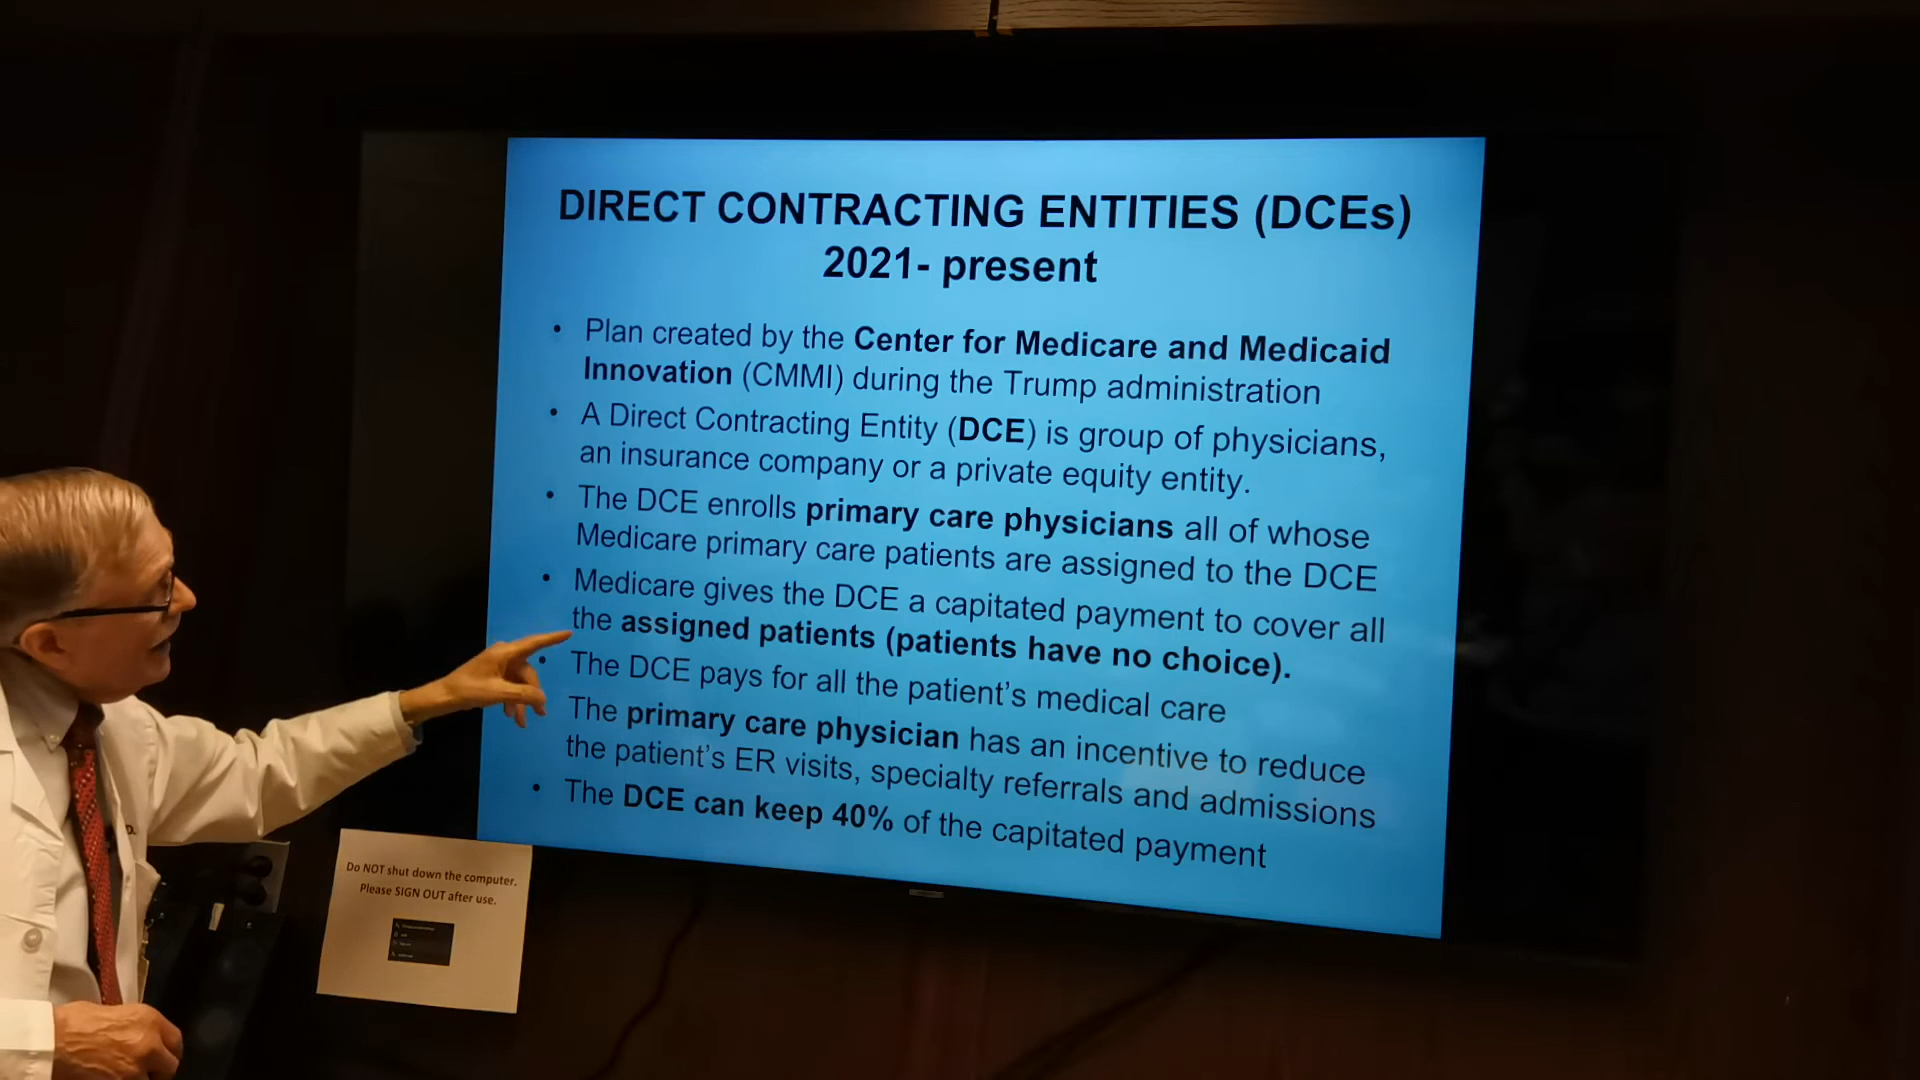 DIRECT CONTRACTING ENTITIES (DCEs)
2021- present
• Plan created by the Center for Medicare and Medicaid
Innovation (CMMI) during the Trump administration
• A Direct Contracting Entity (DCE) is group of physicians,
an insurance company or a private equity entity.
• The DCE enrolls primary care physicians all of whose
Medicare primary care patients are assigned to the DCE
• Medicare gives the DCE a capitated payment to cover all
the assigned patients (patients have no choice).
• The DCE pays for all the patient's medical care
The primary care physician has an incentive to reduce
the patient's ER visits, specialty referrals and admissions
• The DCE can keep 40% of the capitated payment
Do NOT shut down the computer.
Please SIGN OUT after use.